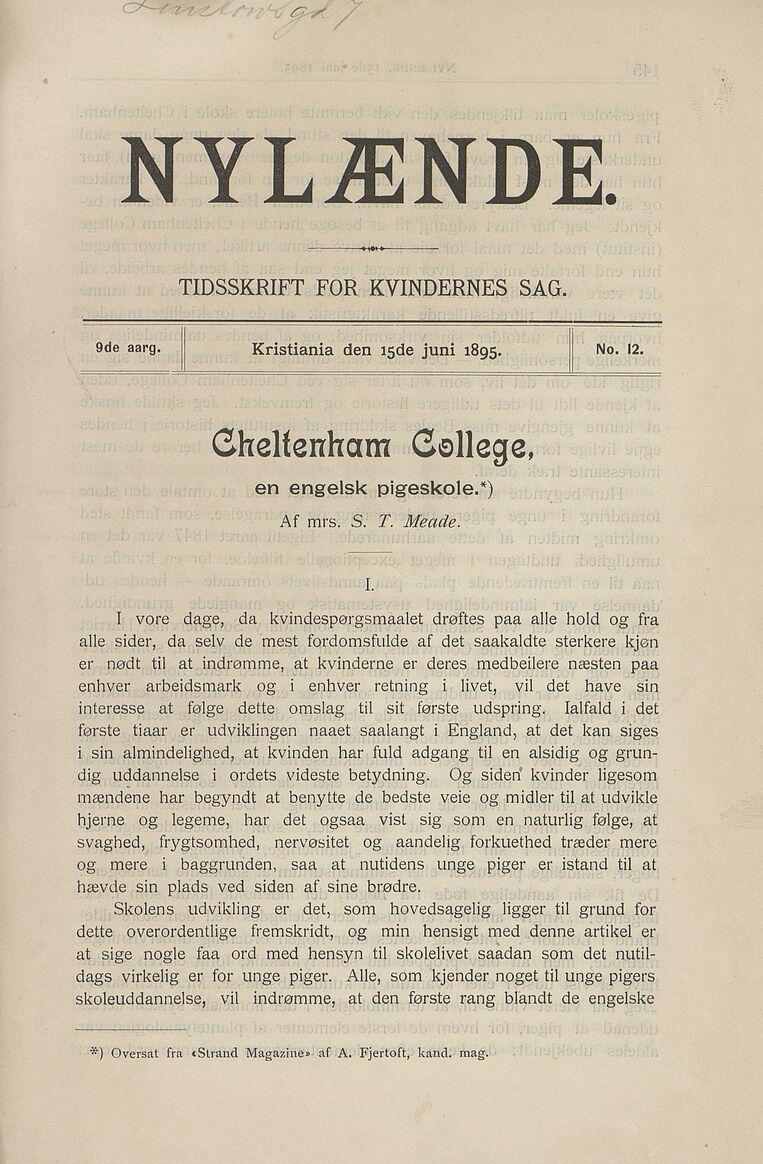 NYLÆNDE.
TIDSSKRIFT FOR KVINDERNES SAG.
9de aarg.
Kristiania den 15de juni 1895.
No. 12.
Cheltenham College,
en engelsk pigeskole.*)
Af mrs. S. T. Meade.
I.
I vore dage, da kvindespørgsmaalet drøftes paa alle hold og fra
alle sider, da selv de mest fordomsfulde af det saakaldte sterkere kjøn
er nødt til at indrømme, at kvinderne er deres medbeilere næsten paa
enhver arbeidsmark og i enhver retning i livet, vil det have sin
interesse at følge dette omslag til sit første udspring. Ialfald i det
første tiaar er udviklingen naaet saalangt i England, at det kan siges
i sin almindelighed, at kvinden har fuld adgang til en alsidig og grun-
dig uddannelse i ordets videste betydning. Og siden kvinder ligesom
mændene har begyndt at benytte de bedste veie og midler til at udvikle
hjerne og legeme, har det ogsaa vist sig som en naturlig følge, at
svaghed, frygtsomhed, nervøsitet og aandelig forkuethed træder mere
og mere i baggrunden, saa at nutidens unge piger er istand til at
hævde sin plads ved siden af sine brødre.
Skolens udvikling er det, som hovedsagelig ligger til grund for
dette overordentlige fremskridt, og min hensigt med denne artikel er
at sige nogle faa ord med hensyn til skolelivet saadan som det nutil-
dags virkelig er for unge piger. Alle, som kjender noget til unge pigers
skoleuddannelse, vil indrømme, at den første rang blandt de engelske
*) Oversat fra «Strand Magazine» af A. Fjertoft, kand. mag.